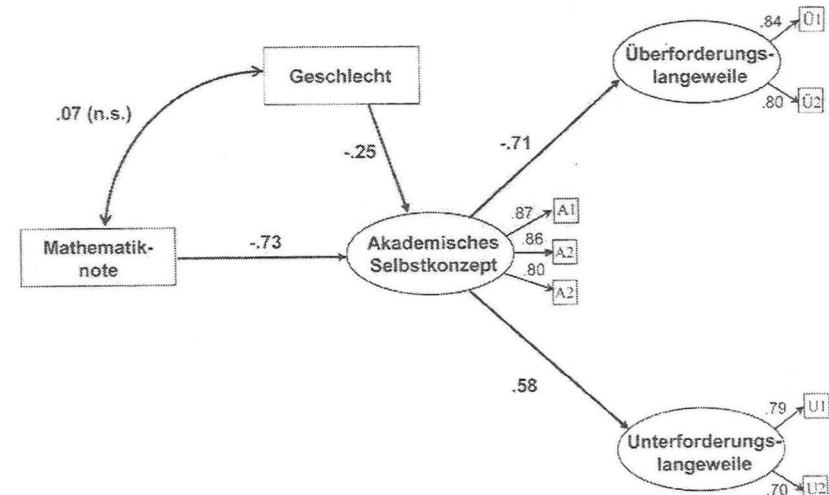 .84
Ü1
Überforderungs-
langeweile
.80
Ü2
Geschlecht
.07 (n.s.)
-.25
-.71
.87
A1
Mathematik-
note
-.73
Akademisches
Selbstkonzept
.86
A2
.80
A2
.58
.79
U1
Unterforderungs-
langeweile
.70
U2